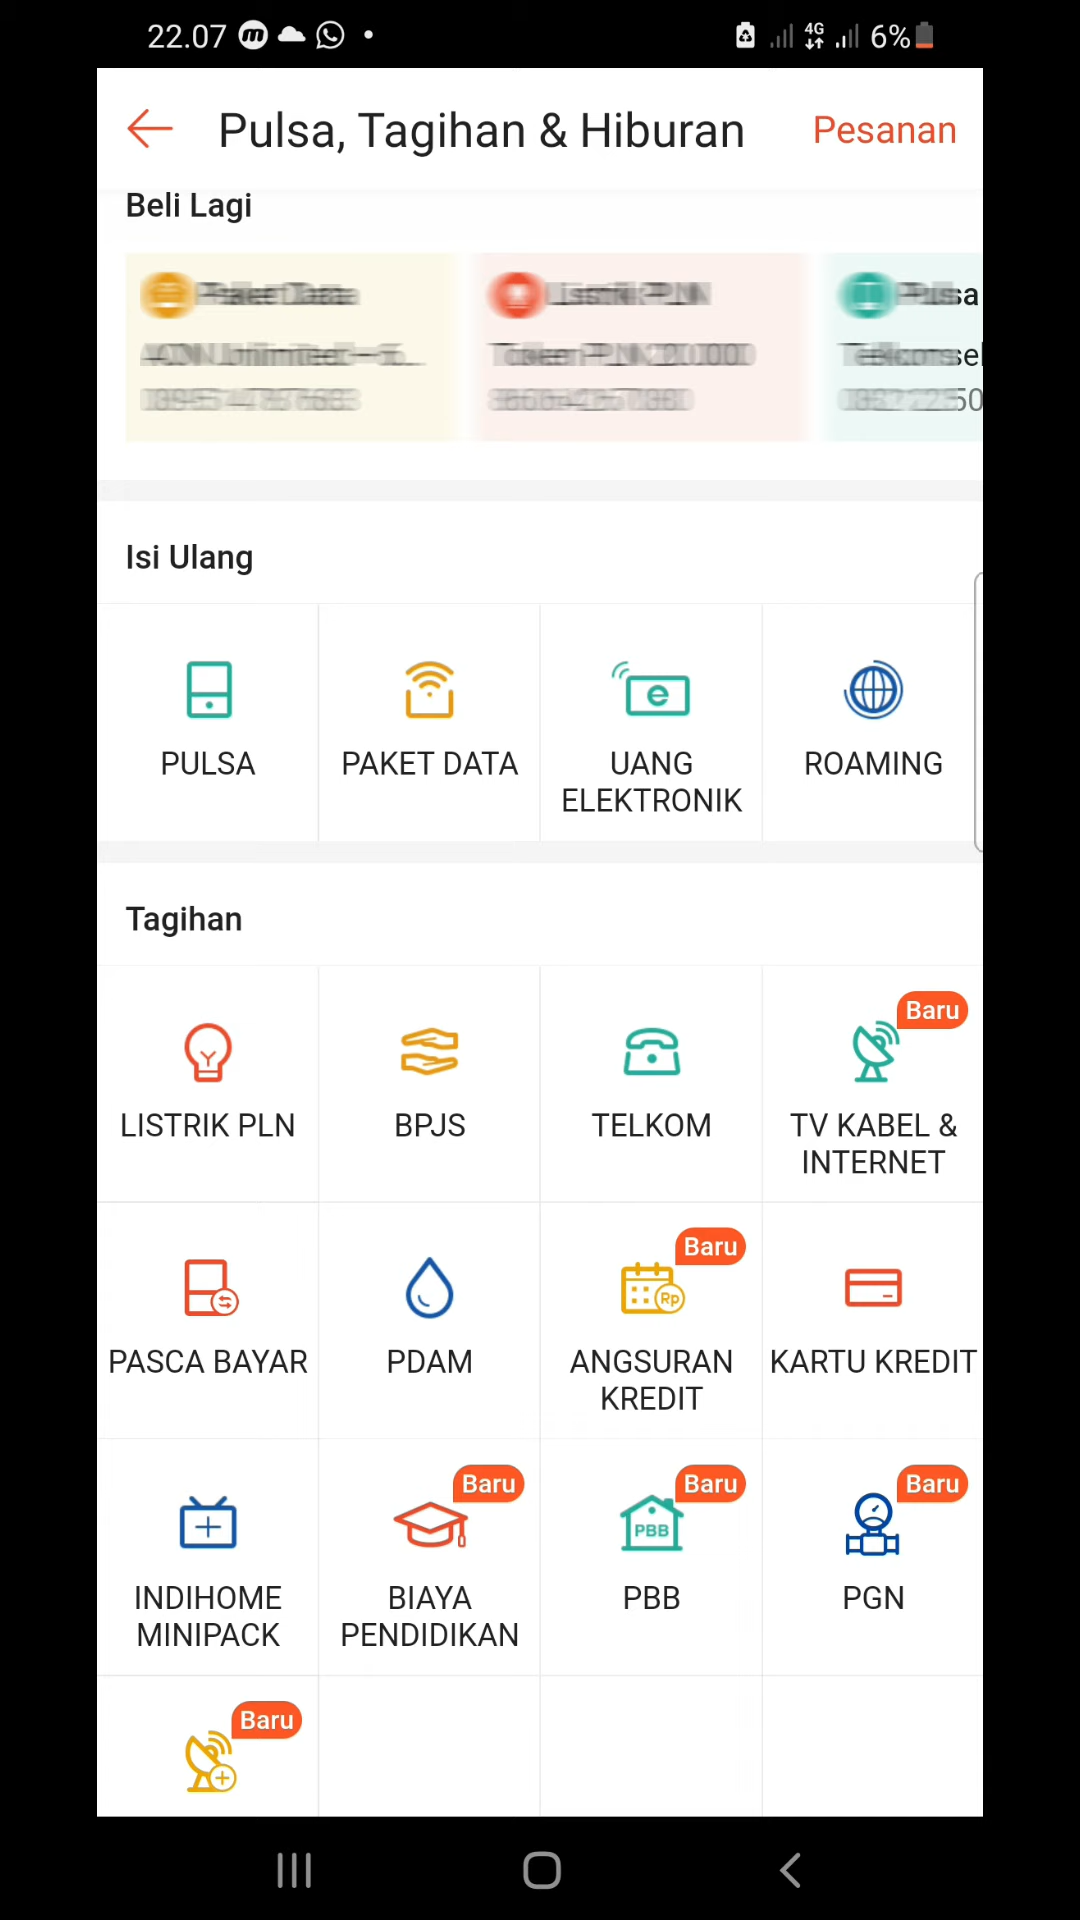 22.07
4G
6%
Pulsa, Tagihan & Hiburan
Pesanan
Beli Lagi
Isi Ulang
PULSA
PAKET DATA
UANG
ELEKTRONIK
ROAMING
Tagihan
LISTRIK PLN
BPJS
TELKOM
Baru
TV KABEL &
INTERNET
PASCA BAYAR
PDAM
Baru
Rp
ANGSURAN
KREDIT
KARTU KREDIT
INDIHOME
MINIPACK
Baru
BIAYA
PENDIDIKAN
Baru
PBB
PBB
Baru
PGN
Baru